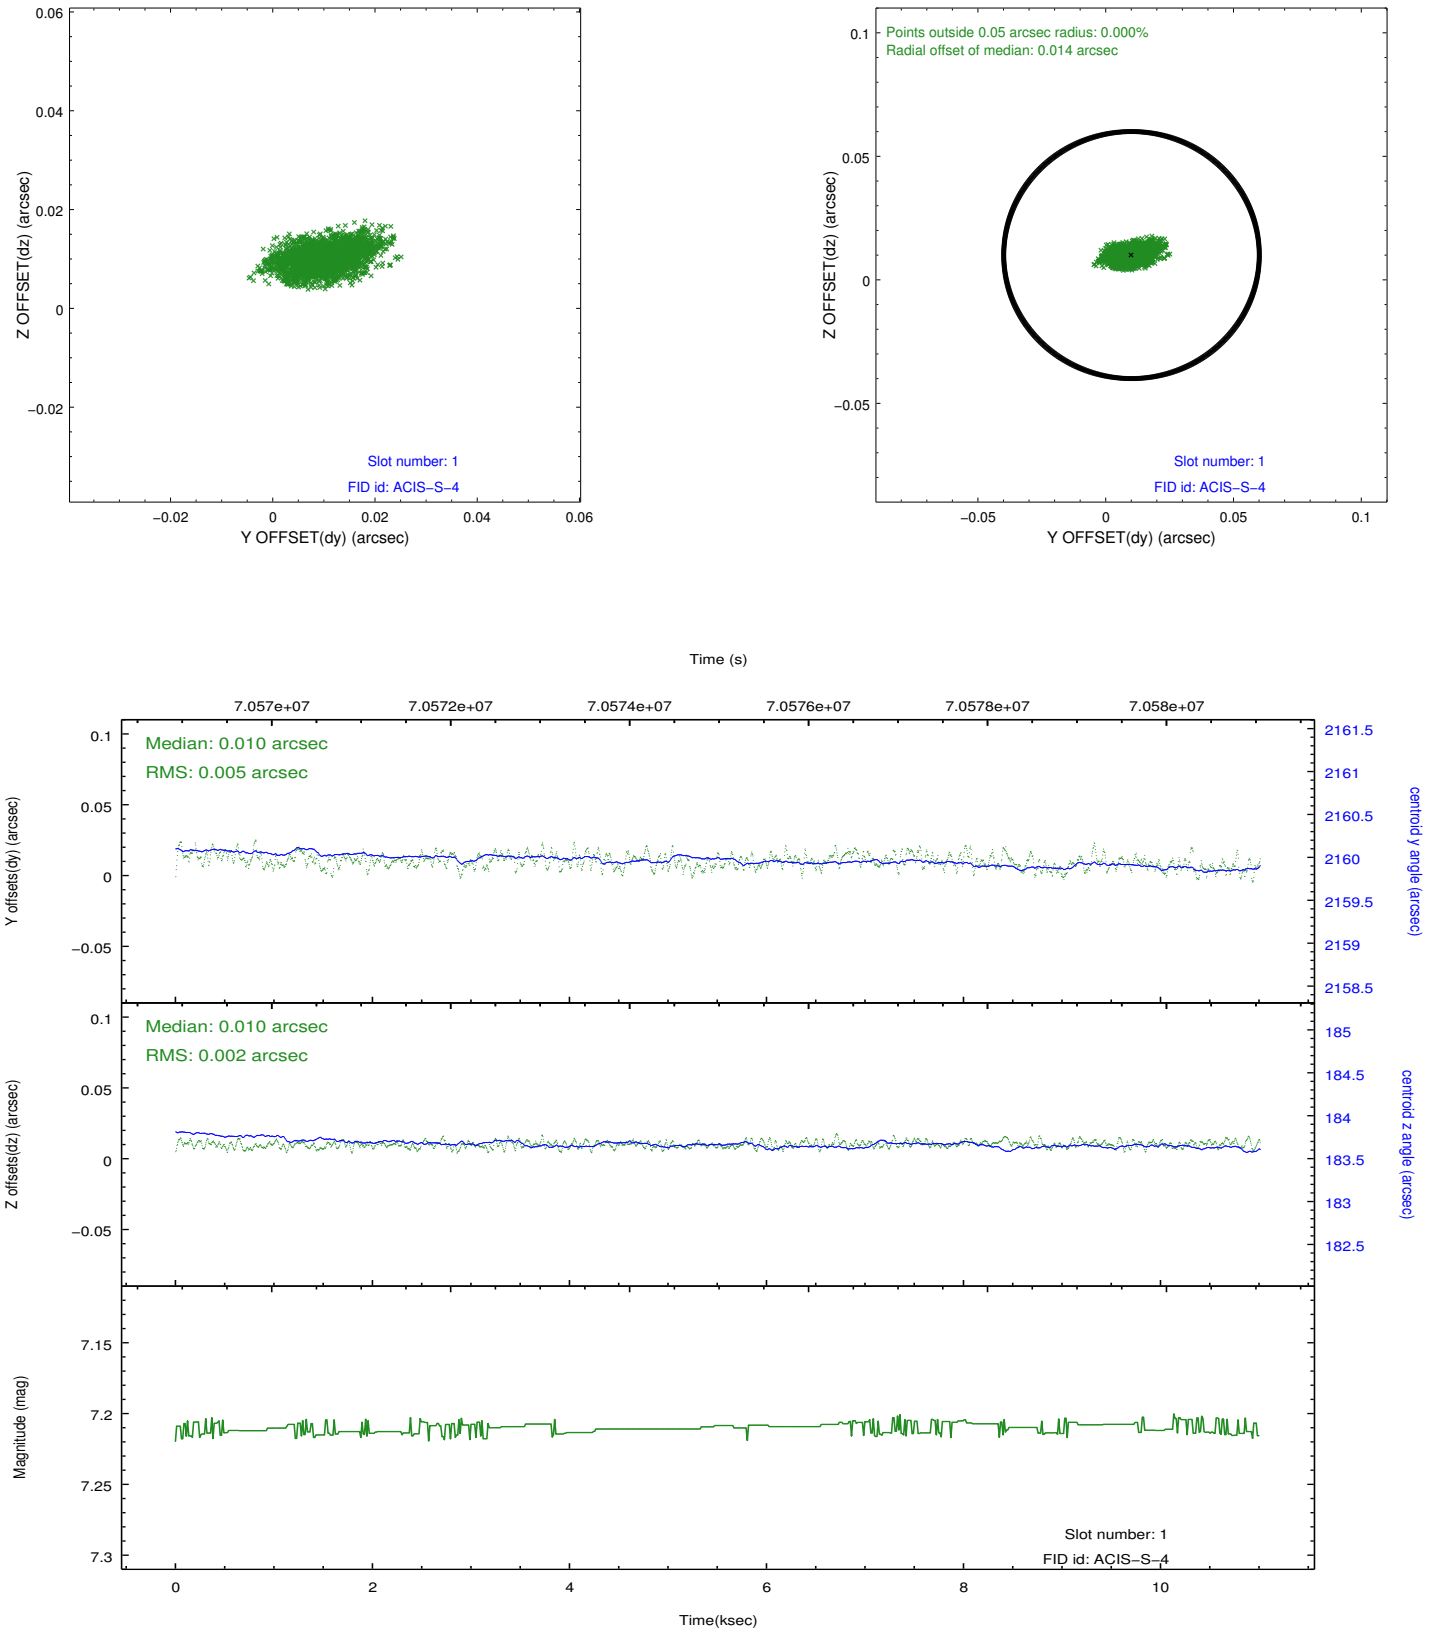 0.06
0.04
0.02
0
−0.02
Z OFFSET(dz) (arcsec)
Slot number: 1
FID id: ACIS−S−4
−0.02 0 0.02 0.04 0.06
Y OFFSET(dy) (arcsec)
Points outside 0.05 arcsec radius: 0.000%
Radial offset of median: 0.014 arcsec
0.1
0.05
0
−0.05
Z OFFSET(dz) (arcsec)
Slot number: 1
FID id: ACIS−S−4
−0.05 0 0.05 0.1
Y OFFSET(dy) (arcsec)
Time (s)
7.057e+07 7.0572e+07 7.0574e+07 7.0576e+07 7.0578e+07 7.058e+07
Median: 0.010 arcsec
RMS: 0.005 arcsec
0.1
0.05
0
−0.05
Y offsets(dy) (arcsec)
2161.5
2161
2160.5
2160
2159.5
2159
2158.5
centroid y angle (arcsec)
Median: 0.010 arcsec
RMS: 0.002 arcsec
0.1
0.05
0
−0.05
Z offsets(dz) (arcsec)
185
184.5
184
183.5
183
182.5
centroid z angle (arcsec)
7.15
7.2
7.25
7.3
Magnitude (mag)
Slot number: 1
FID id: ACIS−S−4
0 2 4 6 8 10
Time(ksec)